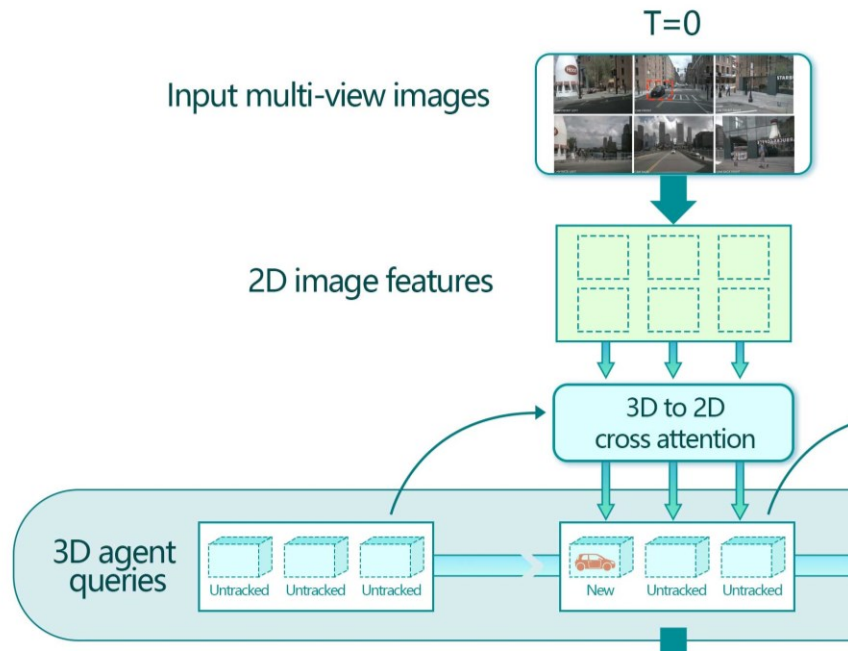 T=0
Input multi-view images
2D image features
3D to 2D
cross attention
3D agent
queries
Untracked
Untracked
Untracked
New
Untracked
Untracked